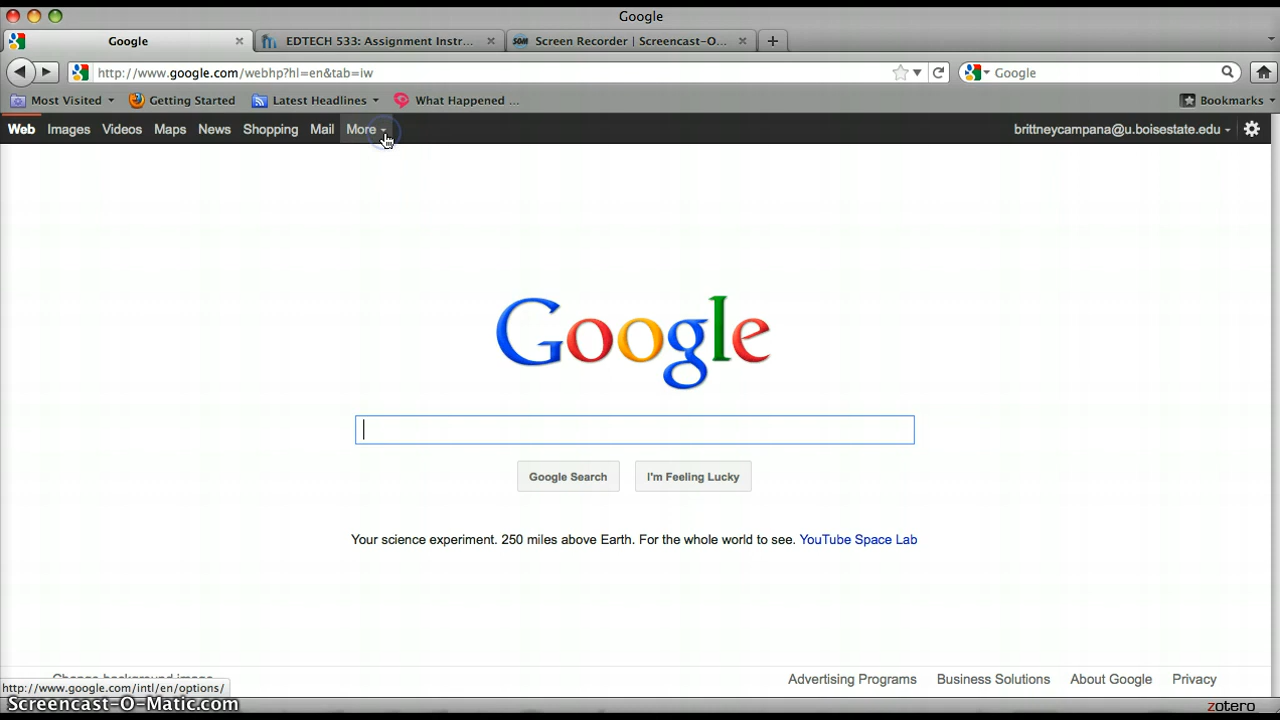 Google
Google
EDTECH 533: Assignment Instr...
SOM Screen Recorder | Screencast-O...
http://www.google.com/webhp?hl=en&tab=iw
Google
Most Visited
Getting Started
Latest Headlines
What Happened ...
Bookmarks
Web Images Videos Maps News Shopping Mail More
brittneycampana@u.boisestate.edu
Google
Google Search
I'm Feeling Lucky
Your science experiment. 250 miles above Earth. For the whole world to see. YouTube Space Lab
Change background image
Advertising Programs Business Solutions About Google Privacy
http://www.google.com/intl/en/options/
Screencast-O-Matic.com
zotero